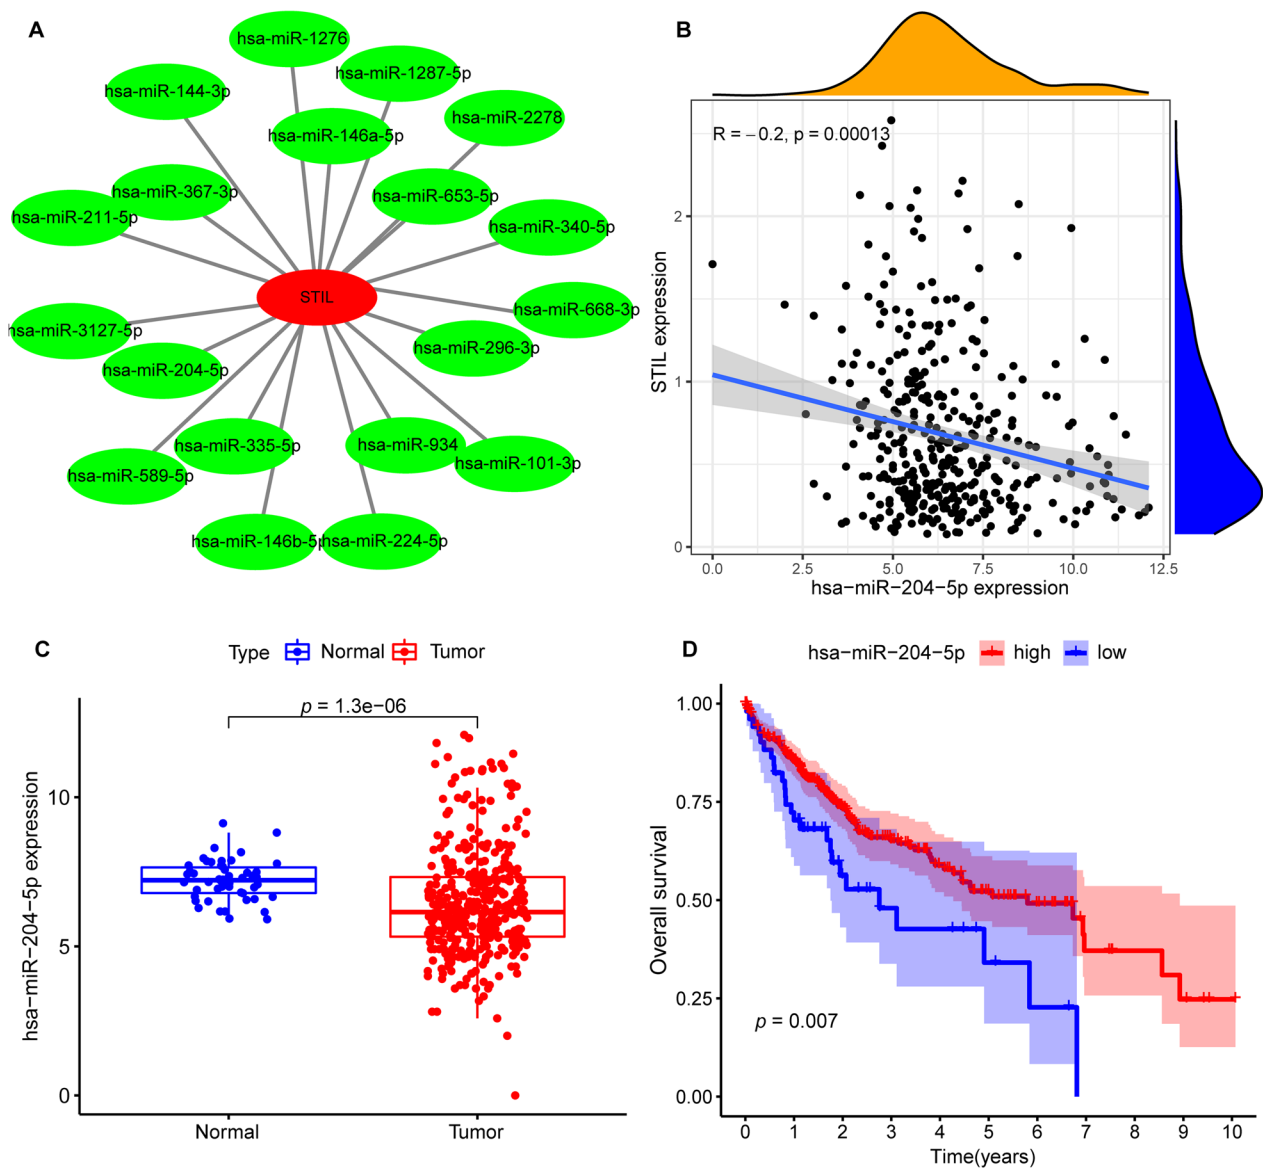 A
hsa-miR-1276
hsa-miR-1287-5p
hsa-miR-144-3p
hsa-miR-2278
hsa-miR-146a-5p
hsa-miR-367-3p
hsa-miR-653-5p
hsa-miR-211-5p
hsa-miR-340-5p
STIL
hsa-miR-668-3p
hsa-miR-3127-5p
hsa-miR-296-3p
hsa-miR-204-5p
hsa-miR-335-5p
hsa-miR-934
hsa-miR-101-3p
hsa-miR-589-5p
hsa-miR-146b-5p
hsa-miR-224-5p
B
R = −0.2, p = 0.00013
STIL expression
2
1
0
0.0 2.5 5.0 7.5 10.0 12.5
hsa−miR−204−5p expression
C
Type Normal Tumor
p = 1.3e−06
hsa−miR−204−5p expression
10
5
0
Normal Tumor
D
hsa−miR−204−5p high low
Overall survival
1.00
0.75
0.50
0.25
0.00
p = 0.007
0 1 2 3 4 5 6 7 8 9 10
Time(years)